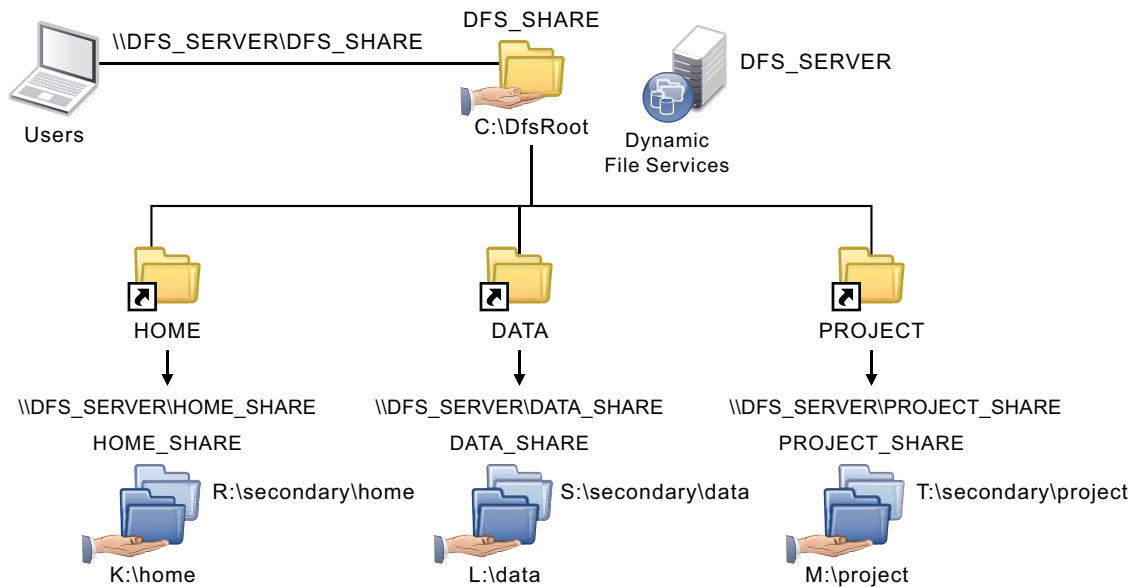 DFS_SHARE
\\DFS_SERVER\DFS_SHARE
DFS_SERVER
Users
C:\DfsRoot
Dynamic
File Services
HOME
DATA
PROJECT
\\DFS_SERVER\HOME_SHARE
\\DFS_SERVER\DATA_SHARE
\\DFS_SERVER\PROJECT_SHARE
HOME_SHARE
DATA_SHARE
PROJECT_SHARE
R:\secondary\home
S:\secondary\data
T:\secondary\project
K:\home
L:\data
M:\project